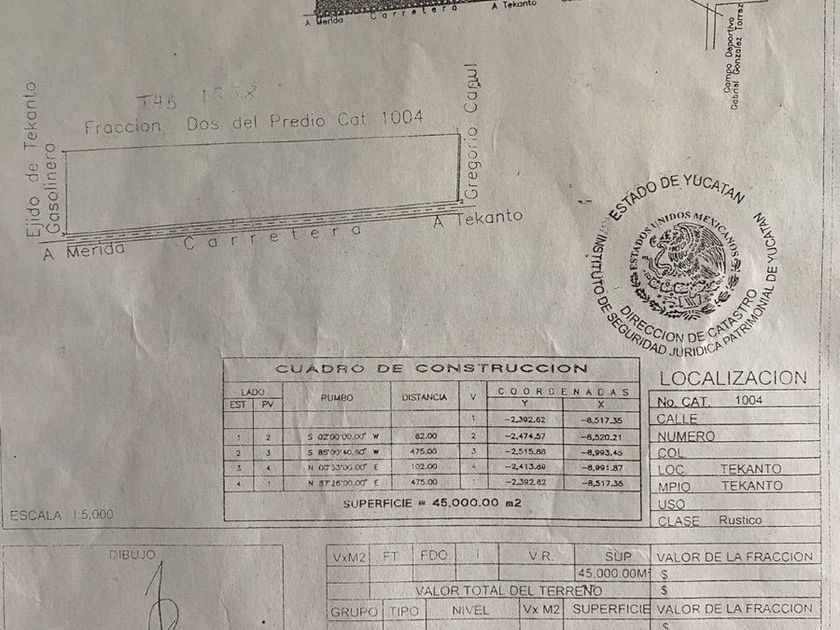 A Merida
Carretera
A Tekanto
Campo Deportivo
Gabriel Gonzalez Torrez
TAB
Fraccion Dos del Predio Cat 1004
Ejido de Tekanto
Gasolinera
Gregorio Canul
A Merida
Carretera
A Tekanto
ESTADO DE YUCATAN
ESTADOS UNIDOS MEXICANOS
DIRECCION DE CATASTRO
INSTITUTO DE SEGURIDAD JURIDICA PATRIMONIAL DE YUCATAN
CUADRO DE CONSTRUCCION
LADO RUMBO DISTANCIA V COORDENADAS
EST PV Y X
1 -2,392.62 -8,517.35
1 2 S 02°00'00.00" W 82.00 2 -2,474.57 -8,520.21
2 3 S 85°00'40.60" W 475.00 3 -2,515.88 -8,993.45
3 4 N 00°33'00.00" E 102.00 4 -2,413.89 -8,991.87
4 1 N 87°26'00.00" E 475.00 1 -2,392.62 -8,517.35
SUPERFICIE = 45,000.00 m2
LOCALIZACION
No. CAT. 1004
CALLE
NUMERO
COL
LOC TEKANTO
MPIO TEKANTO
USO
CLASE Rustico
ESCALA 1:5,000
DIBUJO
VxM2 FT FDO I V.R. SUP VALOR DE LA FRACCION
45,000.00M² $
VALOR TOTAL DEL TERRENO $
GRUPO TIPO NIVEL Vx M2 SUPERFICIE VALOR DE LA FRACCION
$